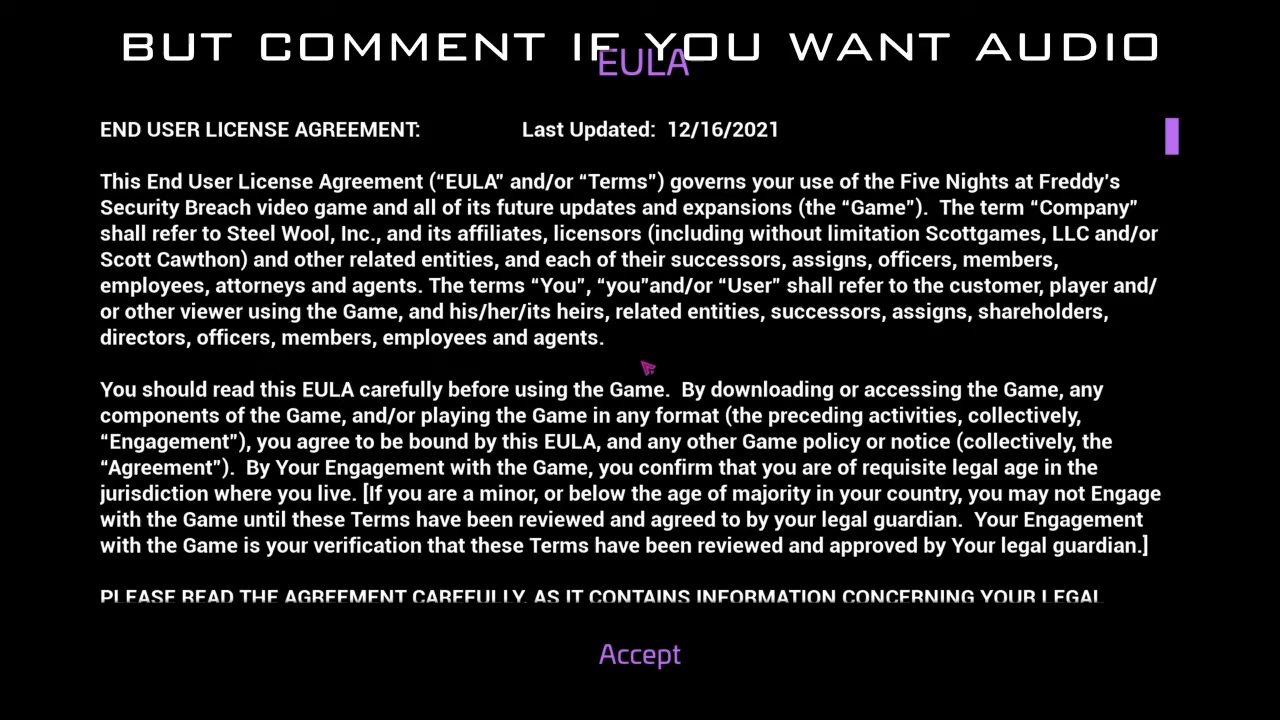 BUT COMMENT IF YOU WANT AUDIO
EULA
END USER LICENSE AGREEMENT: Last Updated: 12/16/2021
This End User License Agreement (“EULA” and/or “Terms”) governs your use of the Five Nights at Freddy’s
Security Breach video game and all of its future updates and expansions (the “Game”). The term “Company”
shall refer to Steel Wool, Inc., and its affiliates, licensors (including without limitation Scottgames, LLC and/or
Scott Cawthon) and other related entities, and each of their successors, assigns, officers, members,
employees, attorneys and agents. The terms “You”, “you”and/or “User” shall refer to the customer, player and/
or other viewer using the Game, and his/her/its heirs, related entities, successors, assigns, shareholders,
directors, officers, members, employees and agents.
You should read this EULA carefully before using the Game. By downloading or accessing the Game, any
components of the Game, and/or playing the Game in any format (the preceding activities, collectively,
“Engagement”), you agree to be bound by this EULA, and any other Game policy or notice (collectively, the
“Agreement”). By Your Engagement with the Game, you confirm that you are of requisite legal age in the
jurisdiction where you live. [If you are a minor, or below the age of majority in your country, you may not Engage
with the Game until these Terms have been reviewed and agreed to by your legal guardian. Your Engagement
with the Game is your verification that these Terms have been reviewed and approved by Your legal guardian.]
PLEASE READ THE AGREEMENT CAREFULLY, AS IT CONTAINS INFORMATION CONCERNING YOUR LEGAL
Accept